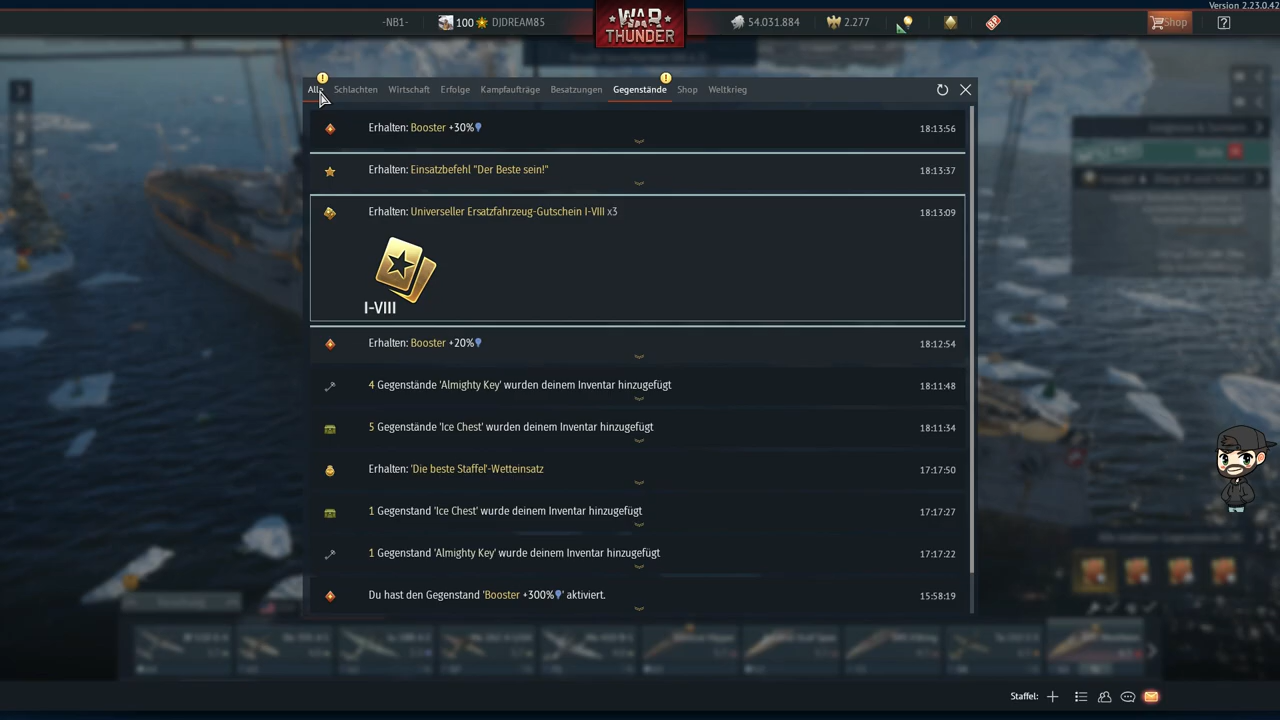 Version 2.23.0.42
-NB1-
100 DJDREAM85
WAR THUNDER
54.031.884
2.277
Shop
Alle Schlachten Wirtschaft Erfolge Kampfaufträge Besatzungen Gegenstände Shop Weltkrieg
Erhalten: Booster +30% 18:13:56
Erhalten: Einsatzbefehl "Der Beste sein!" 18:13:37
Erhalten: Universeller Ersatzfahrzeug-Gutschein I-VIII x3 18:13:09
I-VIII
Erhalten: Booster +20% 18:12:54
4 Gegenstände 'Almighty Key' wurden deinem Inventar hinzugefügt 18:11:48
5 Gegenstände 'Ice Chest' wurden deinem Inventar hinzugefügt 18:11:34
Erhalten: 'Die beste Staffel'-Wetteinsatz 17:17:50
1 Gegenstand 'Ice Chest' wurde deinem Inventar hinzugefügt 17:17:27
1 Gegenstand 'Almighty Key' wurde deinem Inventar hinzugefügt 17:17:22
Du hast den Gegenstand 'Booster +300%' aktiviert. 15:58:19
Staffel: